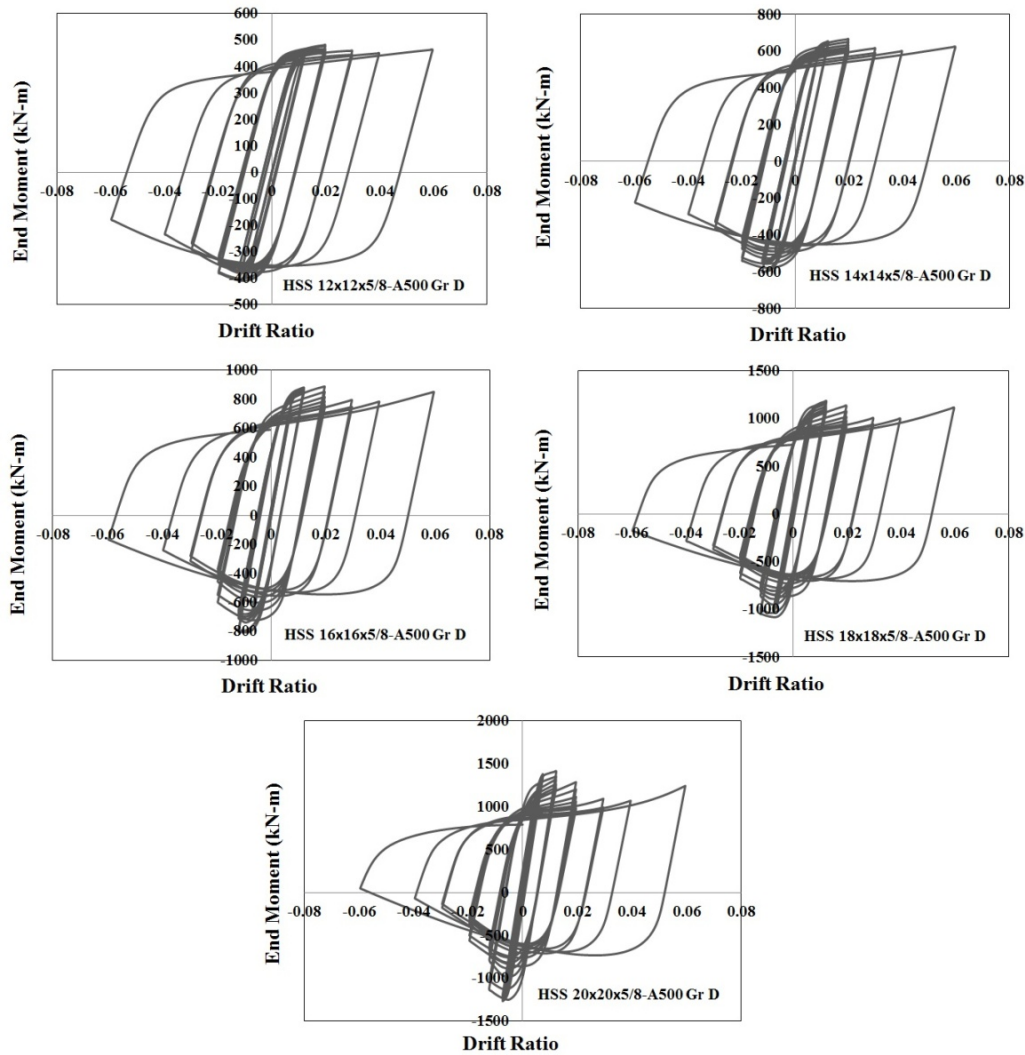 600
500
400
300
200
100
0
-0.08 -0.06 -0.04 -0.02 0 0.02 0.04 0.06 0.08
-100
-200
-300
-400
-500
End Moment (kN-m)
HSS 12x12x5/8-A500 Gr D
Drift Ratio
800
600
400
200
0
-0.08 -0.06 -0.04 -0.02 0 0.02 0.04 0.06 0.08
-200
-400
-600
-800
End Moment (kN-m)
HSS 14x14x5/8-A500 Gr D
Drift Ratio
1000
800
600
400
200
0
-0.08 -0.06 -0.04 -0.02 0 0.02 0.04 0.06 0.08
-200
-400
-600
-800
-1000
End Moment (kN-m)
HSS 16x16x5/8-A500 Gr D
Drift Ratio
1500
1000
500
0
-0.08 -0.06 -0.04 -0.02 0 0.02 0.04 0.06 0.08
-500
-1000
-1500
End Moment (kN-m)
HSS 18x18x5/8-A500 Gr D
Drift Ratio
2000
1500
1000
500
0
-0.08 -0.06 -0.04 -0.02 0 0.02 0.04 0.06 0.08
-500
-1000
-1500
End Moment (kN-m)
HSS 20x20x5/8-A500 Gr D
Drift Ratio